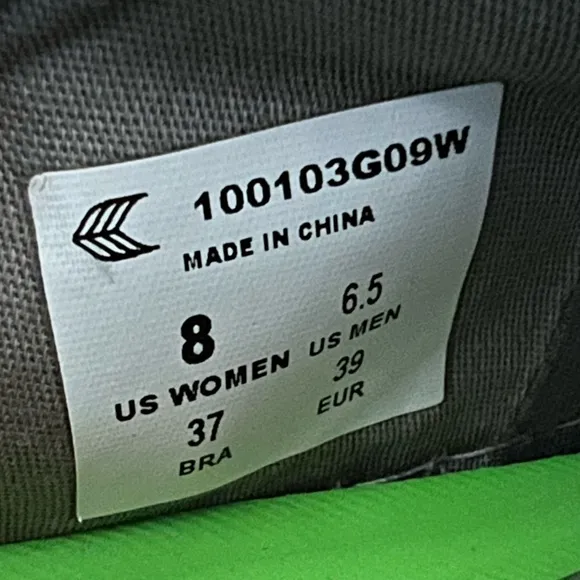 100103G09W
MADE IN CHINA
8
US WOMEN
6.5
US MEN
37
BRA
39
EUR